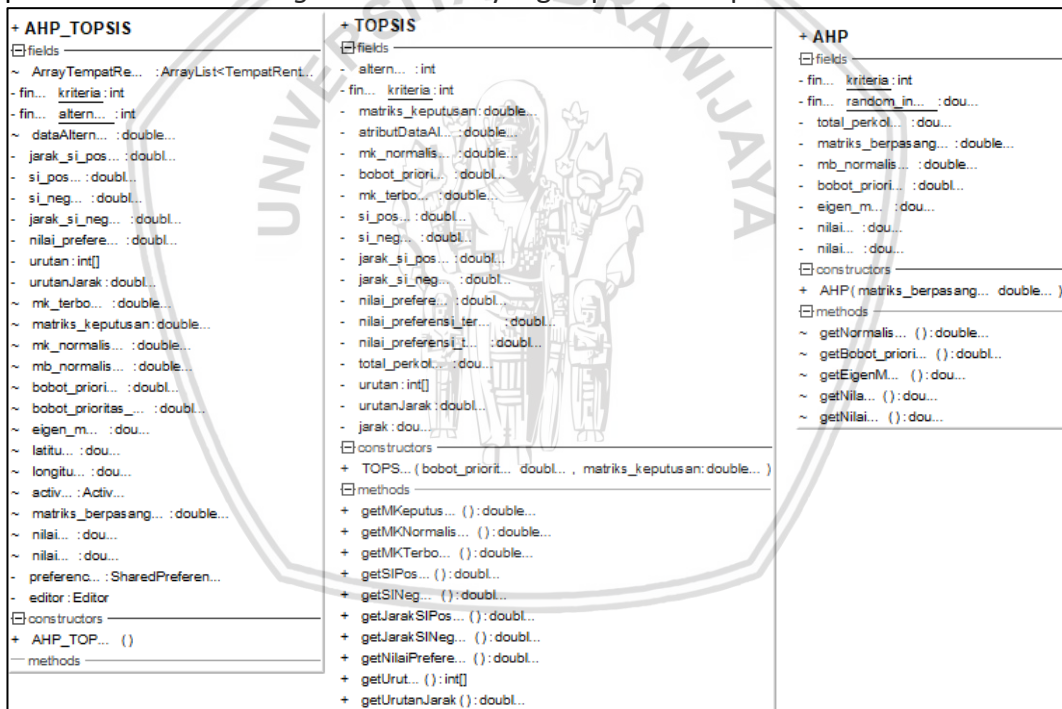 + AHP_TOPSIS
fields
~ ArrayTempatRe... :ArrayList<TempatRent...
- fin... kriteria : int
- fin... altern... : int
~ dataAltern... : double...
- jarak_si_pos... : doubl...
- si_pos... : doubl...
- si_neg... : doubl...
- jarak_si_neg... : doubl...
- nilai_prefere... : doubl...
- urutan : int[]
- urutanJarak : doubl...
~ mk_terbo... : double...
~ matriks_keputusan: double...
~ mk_normalis... : double...
~ mb_normalis... : double...
~ bobot_priori... : doubl...
~ bobot_prioritas_... : doubl...
~ eigen_m... : dou...
~ latitu... : dou...
~ longitu... : dou...
~ activ... : Activ...
~ matriks_berpasang... : double...
~ nilai... : dou...
~ nilai... : dou...
- preferenc... : SharedPreferen...
- editor : Editor
constructors
+ AHP_TOP... ()
methods
+ TOPSIS
fields
- altern... : int
- fin... kriteria : int
- matriks_keputusan: double...
- atributDataAl... : double...
- mk_normalis... : double...
- bobot_priori... : doubl...
- mk_terbo... : double...
- si_pos... : doubl...
- si_neg... : doubl...
- jarak_si_pos... : doubl...
- jarak_si_neg... : doubl...
- nilai_prefere... : doubl...
- nilai_preferensi_ter... : doubl...
- nilai_preferensi_t... : doubl...
- total_perkol... : dou...
- urutan : int[]
- urutanJarak : doubl...
- jarak : dou...
constructors
+ TOPS... ( bobot_priorit... doubl... , matriks_keputusan: double... )
methods
+ getMKeputus... () : double...
+ getMKNormalis... () : double...
+ getMKTerbo... () : double...
+ getSIPos... () : doubl...
+ getSINeg... () : doubl...
+ getJarakSIPos... () : doubl...
+ getJarakSINeg... () : doubl...
+ getNilaiPrefere... () : doubl...
+ getUrut... () : int[]
+ getUrutanJarak () : doubl...
+ AHP
fields
- fin... kriteria : int
- fin... random_in... : dou...
- total_perkol... : dou...
- matriks_berpasang... : double...
- mb_normalis... : double...
- bobot_priori... : doubl...
- eigen_m... : dou...
- nilai... : dou...
- nilai... : dou...
constructors
+ AHP ( matriks_berpasang... double... )
methods
~ getNormalis... () : double...
~ getBobot_priori... () : doubl...
~ getEigenM... () : dou...
~ getNila... () : dou...
~ getNilai... () : dou...